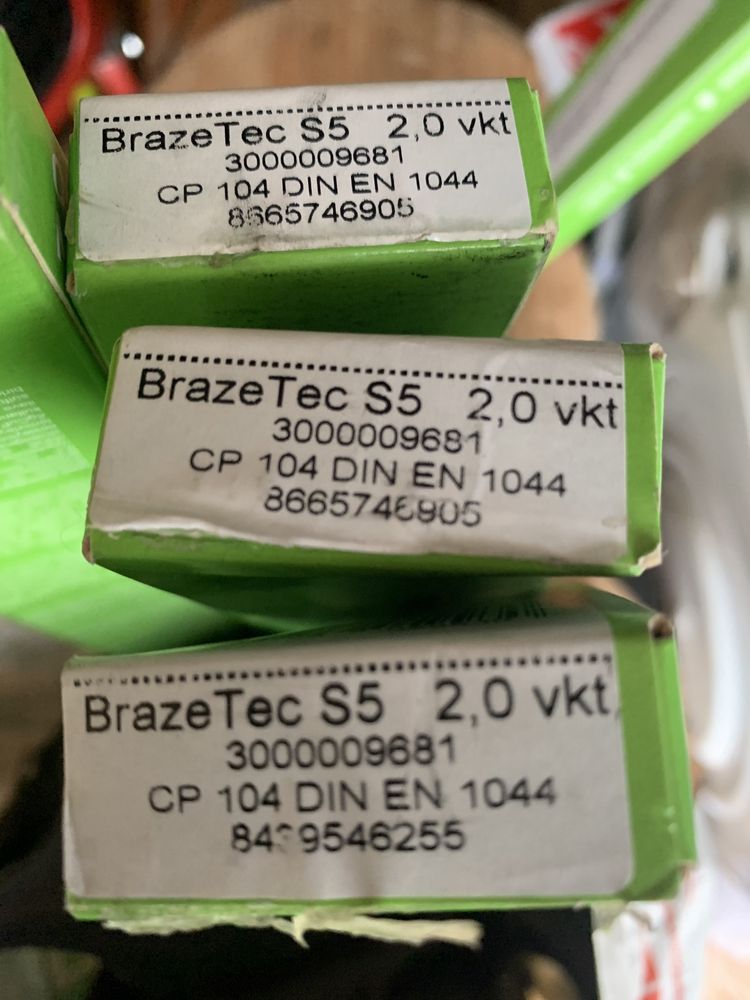 BrazeTec S5 2,0 vkt
3000009681
CP 104 DIN EN 1044
8665746905
BrazeTec S5 2,0 vkt
3000009681
CP 104 DIN EN 1044
8665746905
BrazeTec S5 2,0 vkt
3000009681
CP 104 DIN EN 1044